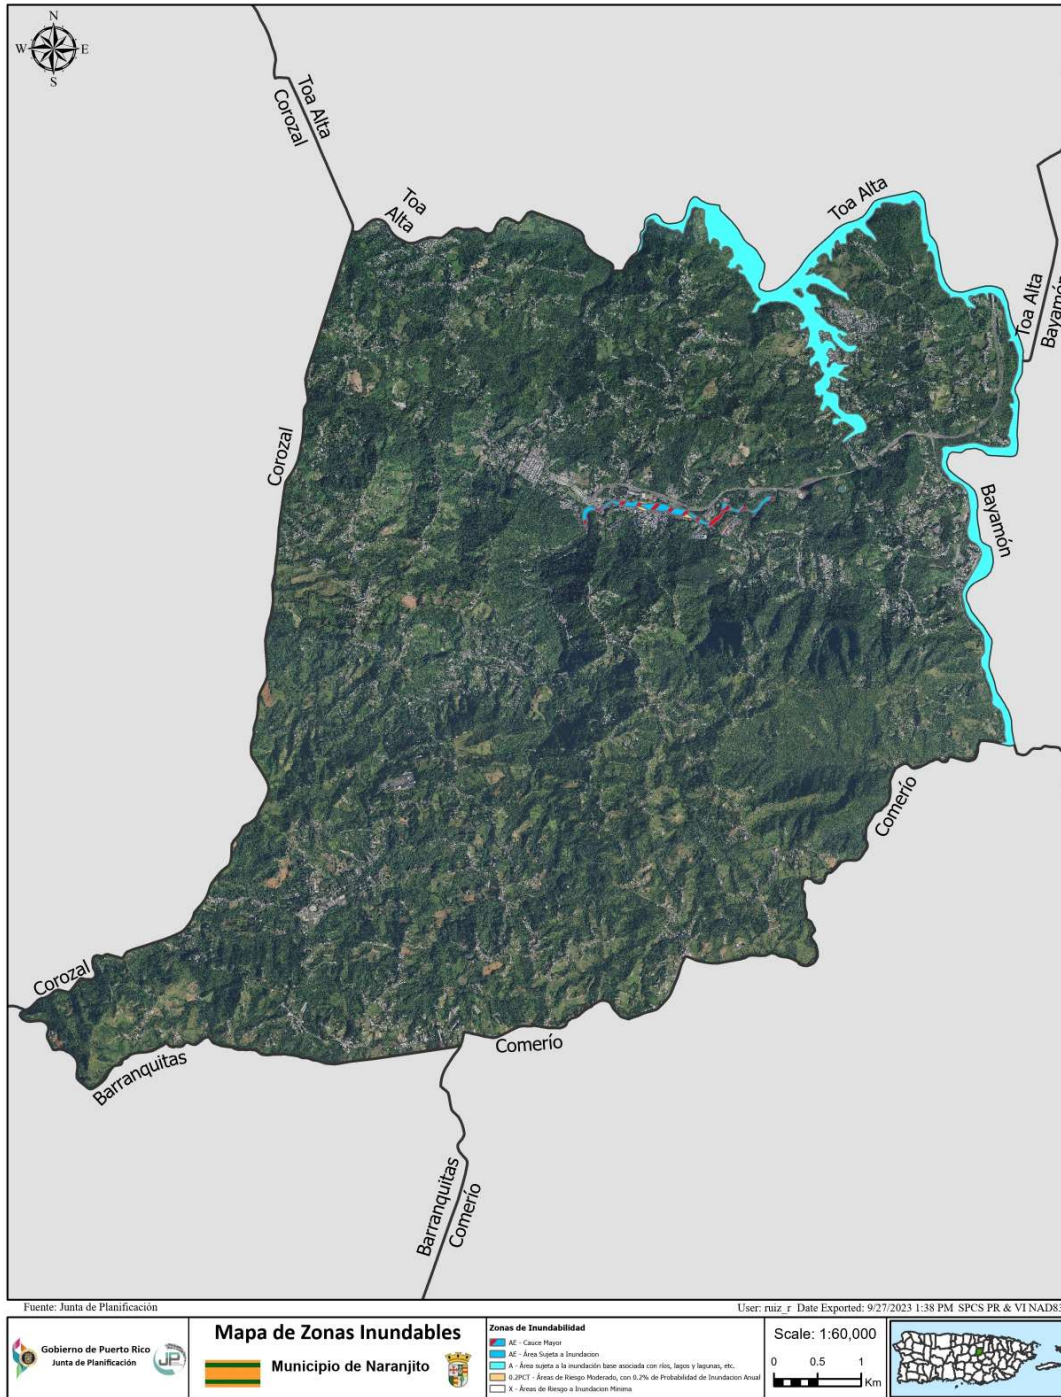 N
W E
S
Toa Alta
Corozal
Toa
Alta
Toa Alta
Toa Alta
Bayamón
Corozal
Bayamón
Comerío
Corozal
Barranquitas
Comerío
Barranquitas
Comerío
Fuente: Junta de Planificación
User: ruiz_r Date Exported: 9/27/2023 1:38 PM SPCS PR & VI NAD83
Gobierno de Puerto Rico
Junta de Planificación
JP
Mapa de Zonas Inundables
Municipio de Naranjito
Zonas de Inundabilidad
AE - Cauce Mayor
AE - Área Sujeta a Inundacion
A - Área sujeta a la inundación base asociada con ríos, lagos y lagunas, etc.
0.2PCT - Áreas de Riesgo Moderado, con 0.2% de Probabilidad de Inundacion Anual
X - Áreas de Riesgo a Inundacion Minima
Scale: 1:60,000
0 0.5 1
Km